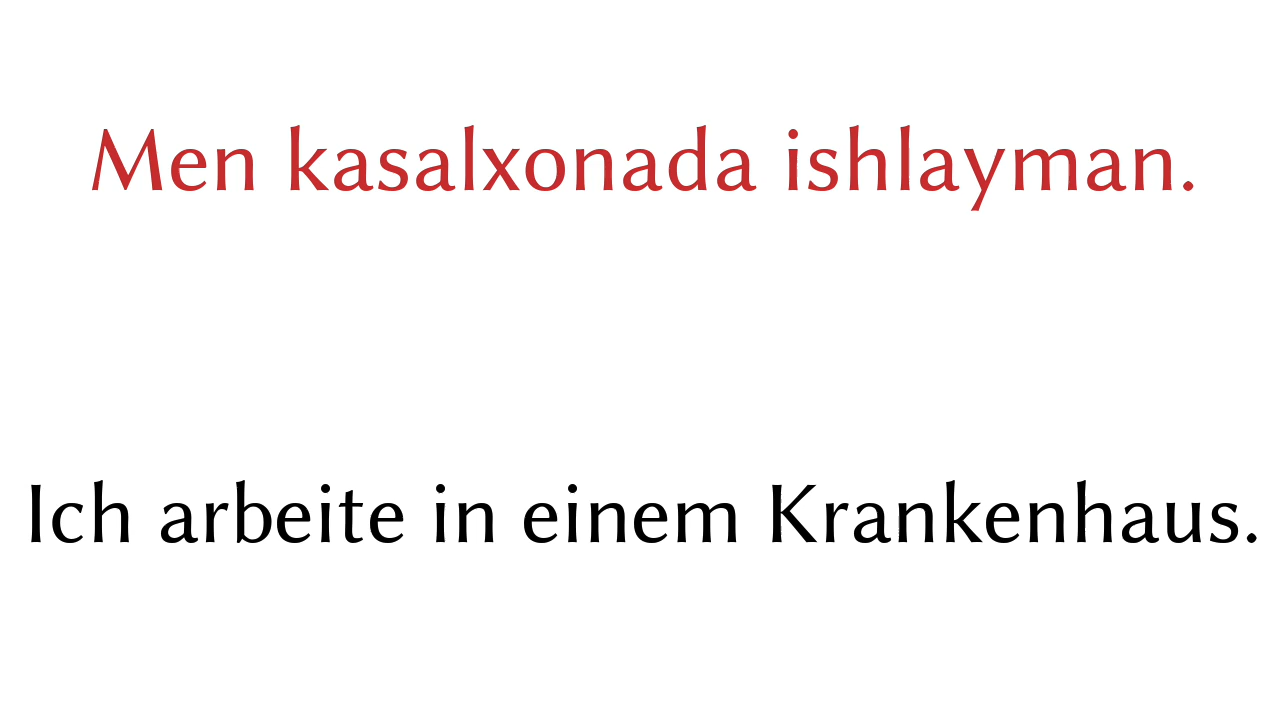 Men kasalxonada ishlayman.
Ich arbeite in einem Krankenhaus.